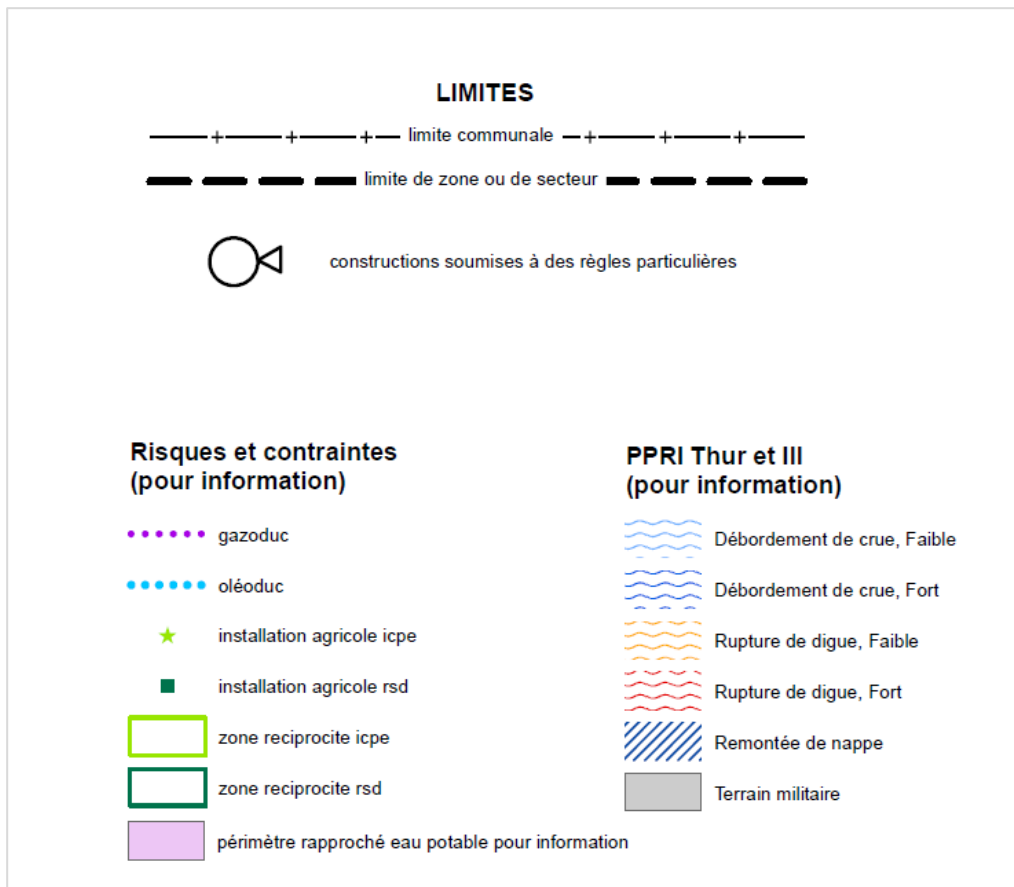 LIMITES
limite communale
limite de zone ou de secteur
constructions soumises à des règles particulières
Risques et contraintes
(pour information)
gazoduc
oléoduc
installation agricole icpe
installation agricole rsd
zone reciprocite icpe
zone reciprocite rsd
périmètre rapproché eau potable pour information
PPRI Thur et Ill
(pour information)
Débordement de crue, Faible
Débordement de crue, Fort
Rupture de digue, Faible
Rupture de digue, Fort
Remontée de nappe
Terrain militaire